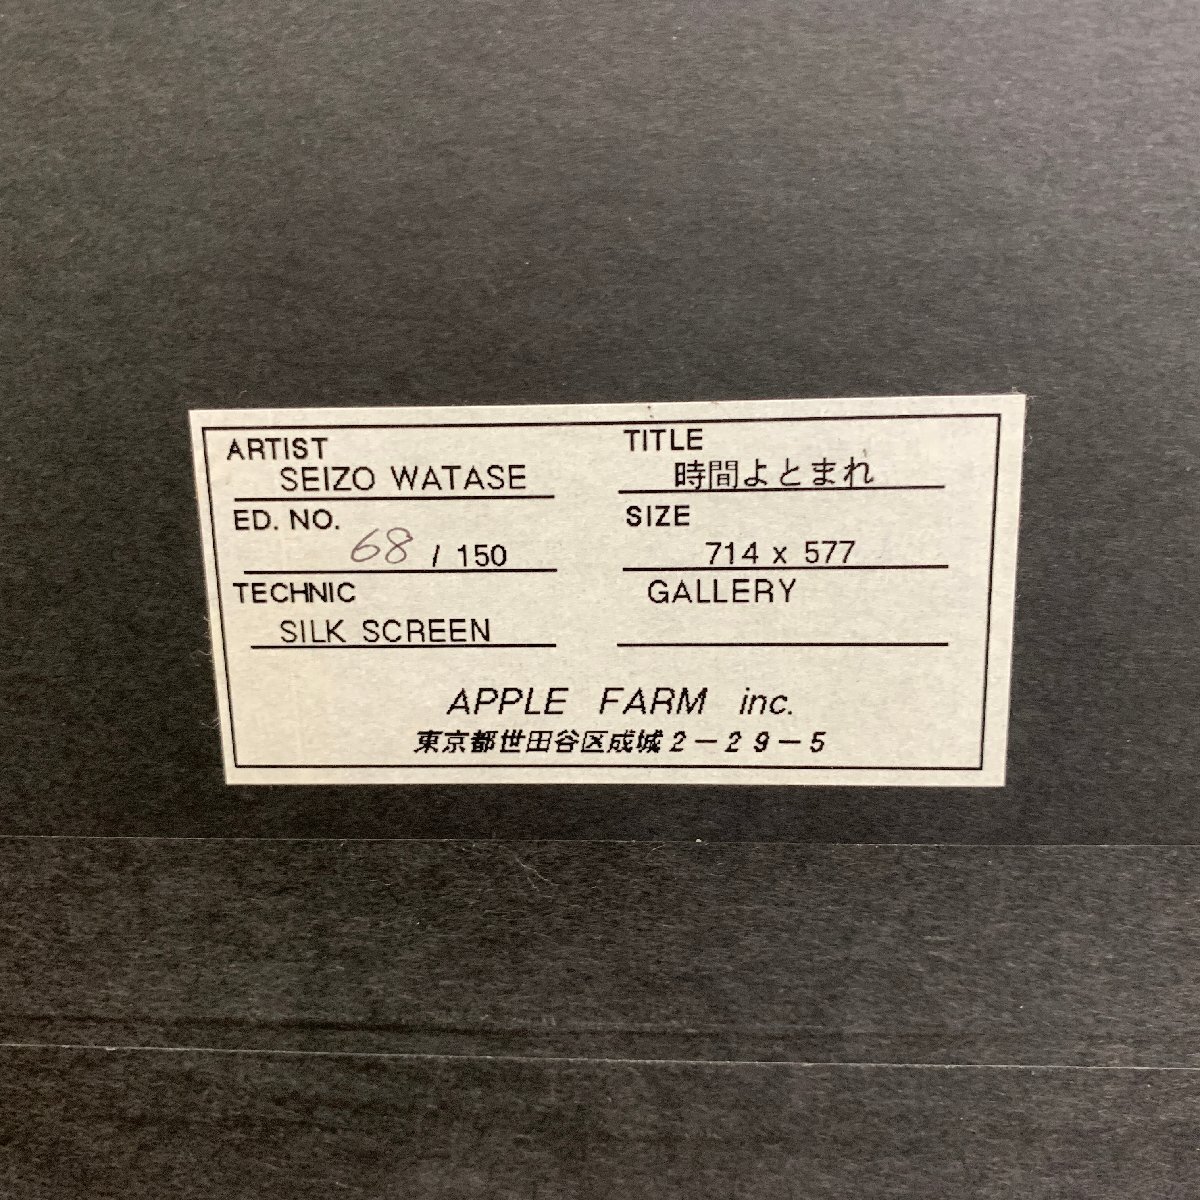 ARTIST
SEIZO WATASE
TITLE
時間よとまれ
ED. NO.
68 / 150
SIZE
714 x 577
TECHNIC
SILK SCREEN
GALLERY
APPLE FARM inc.
東京都世田谷区成城2-29-5